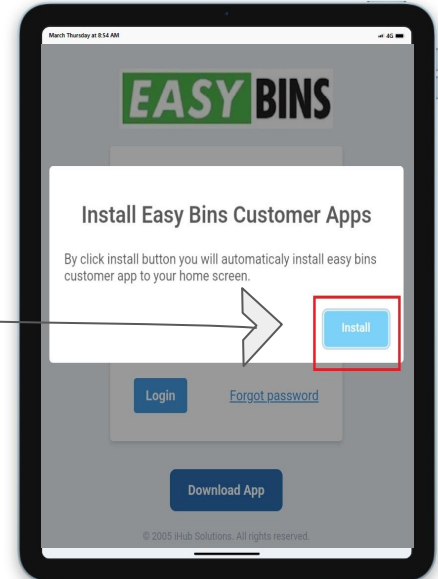 March Thursday at 8:54 AM
4G
EASY BINS
Install Easy Bins Customer Apps
By click install button you will automaticaly install easy bins
customer app to your home screen.
Install
Login
Forgot password
Download App
© 2005 iHub Solutions. All rights reserved.